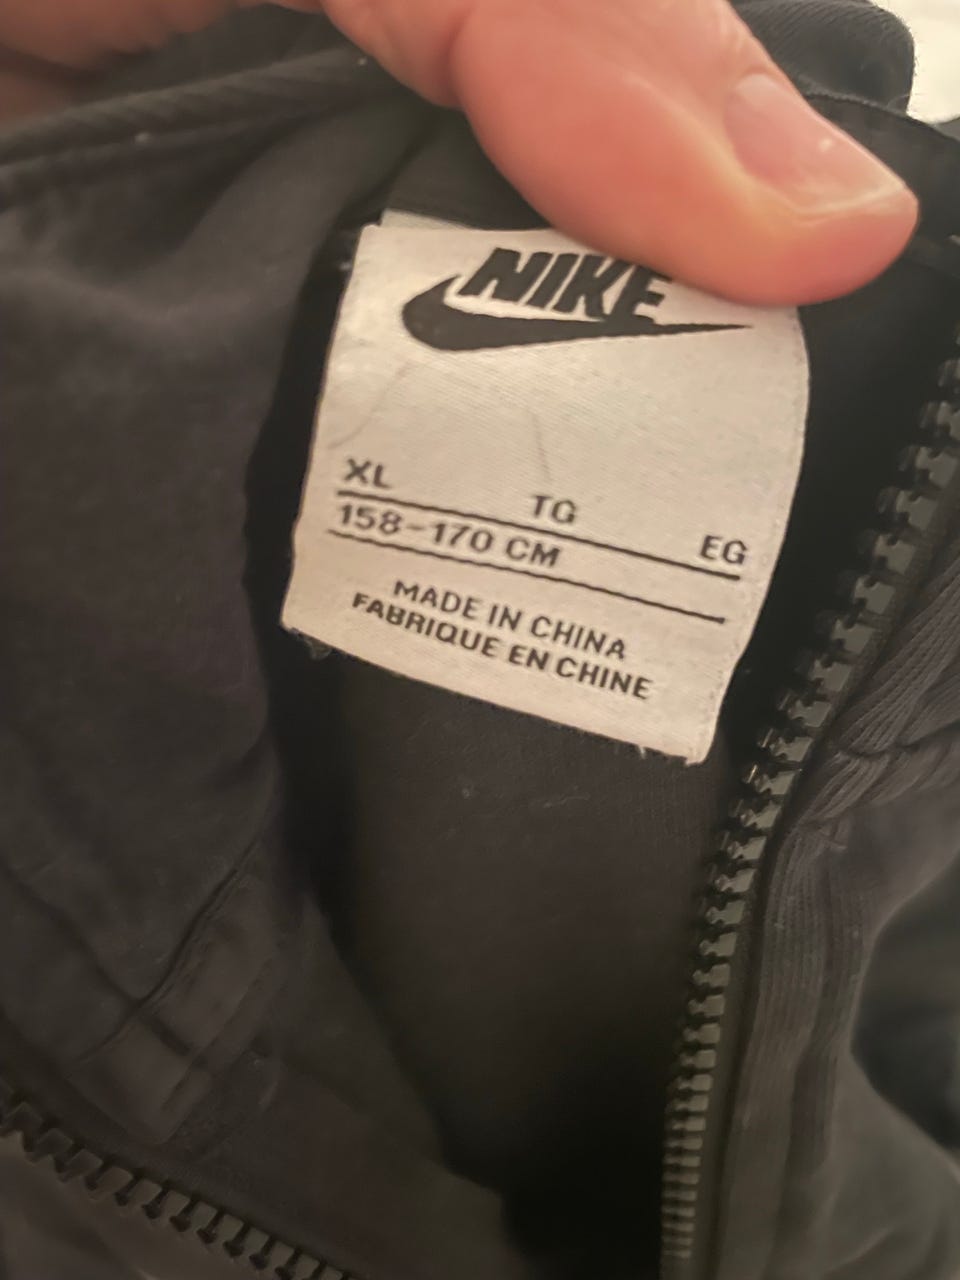 NIKE
XL TG EG
158-170 CM
MADE IN CHINA
FABRIQUE EN CHINE